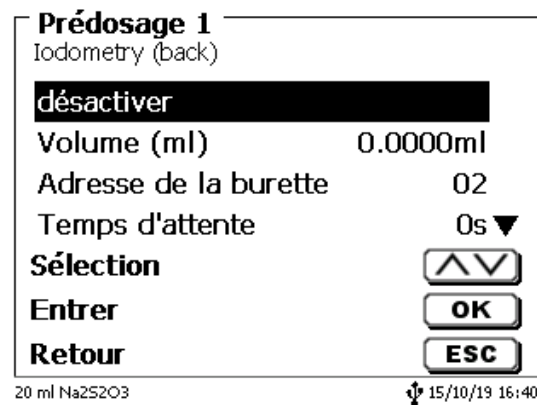 Prédosage 1
Iodometry (back)
désactiver
Volume (ml) 0.0000ml
Adresse de la burette 02
Temps d'attente 0s
Sélection
Entrer OK
Retour ESC
20 ml Na2S2O3 15/10/19 16:40